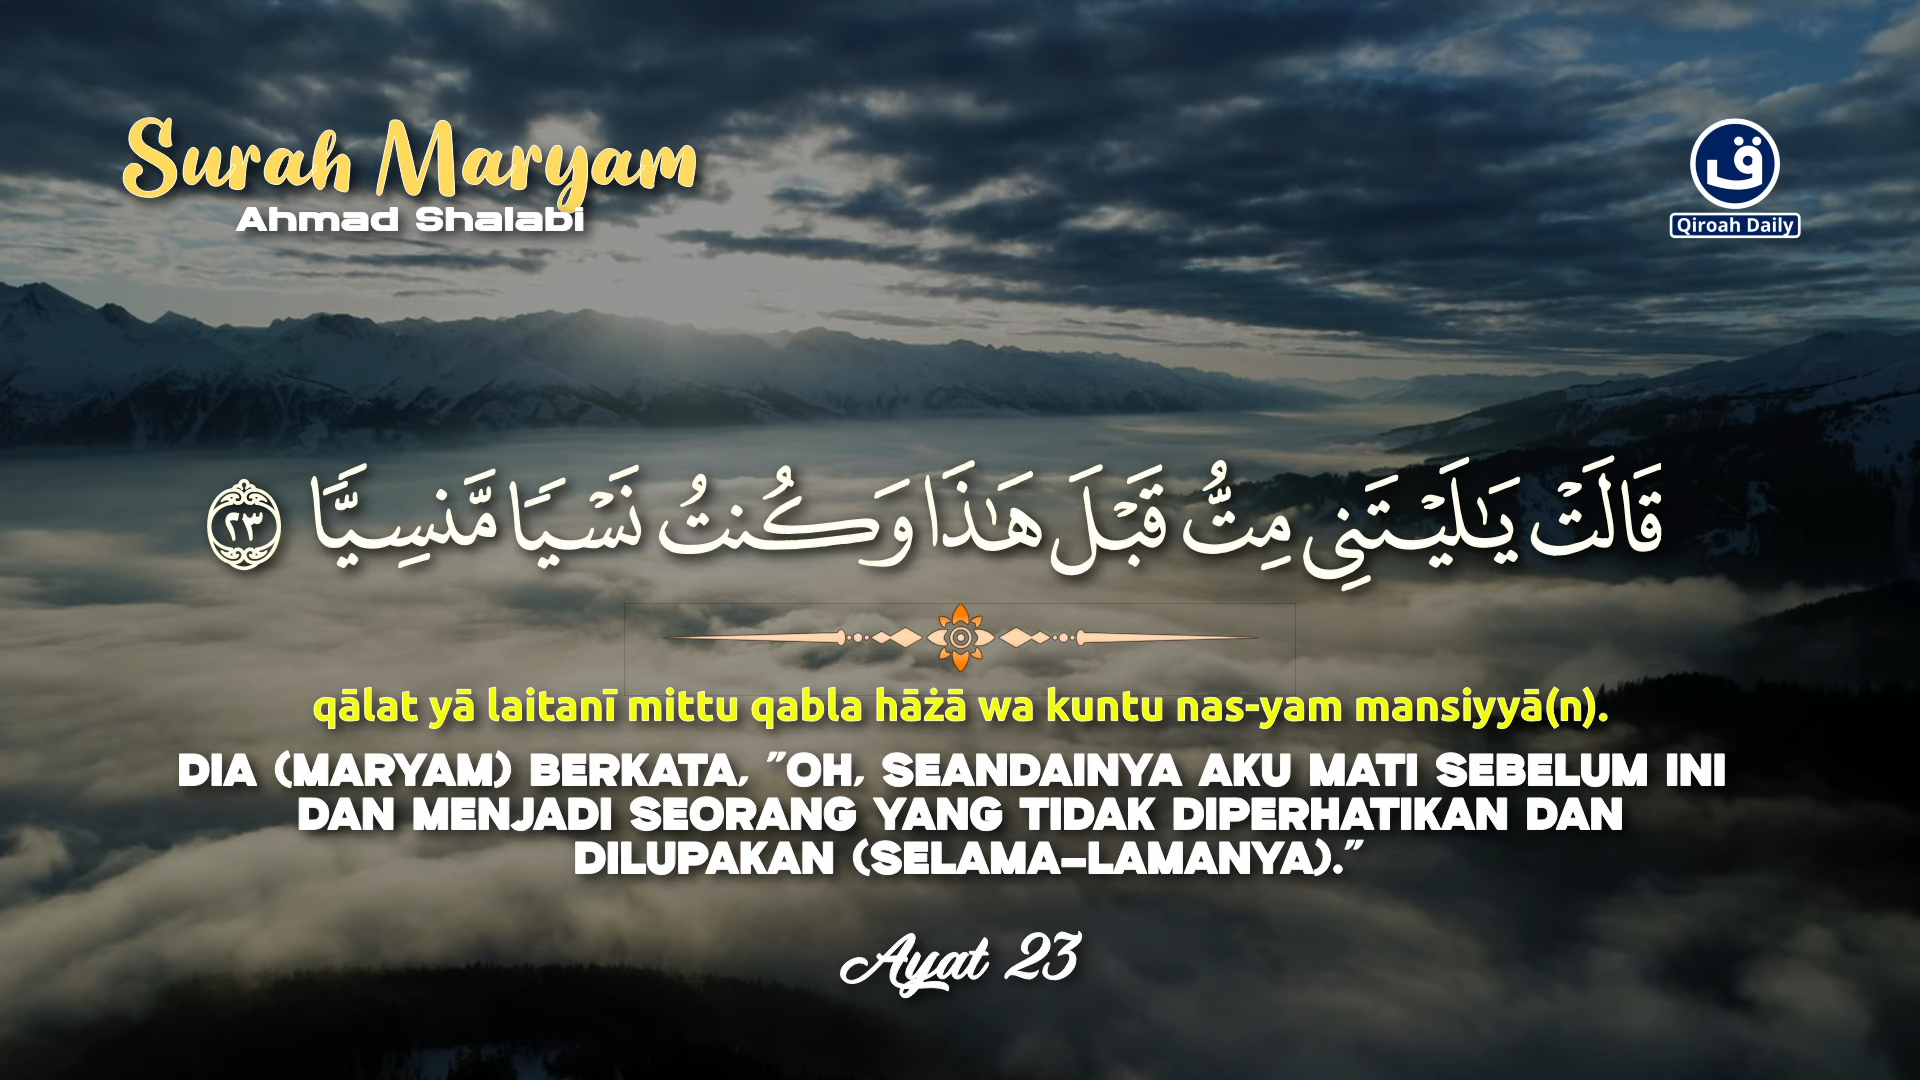 Surah Maryam
Ahmad Shalabi
ق
Qiroah Daily
قَالَتْ يَـٰلَيْتَنِى مِتُّ قَبْلَ هَـٰذَا وَكُنتُ نَسْيًا مَّنسِيًّا ٢٣
qālat yā laitanī mittu qabla hāżā wa kuntu nas-yam mansiyyā(n).
DIA (MARYAM) BERKATA, "OH, SEANDAINYA AKU MATI SEBELUM INI
DAN MENJADI SEORANG YANG TIDAK DIPERHATIKAN DAN
DILUPAKAN (SELAMA-LAMANYA)."
Ayat 23